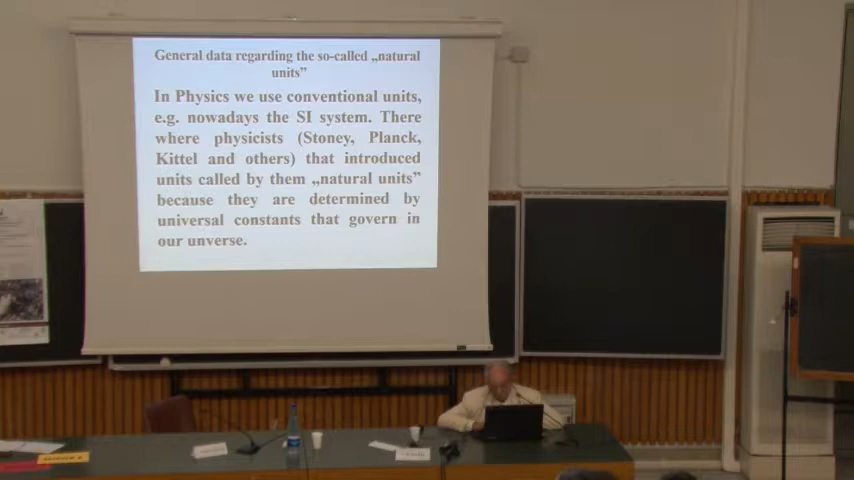 General data regarding the so-called „natural
units”
In Physics we use conventional units,
e.g. nowadays the SI system. There
where physicists (Stoney, Planck,
Kittel and others) that introduced
units called by them „natural units”
because they are determined by
universal constants that govern in
our unverse.